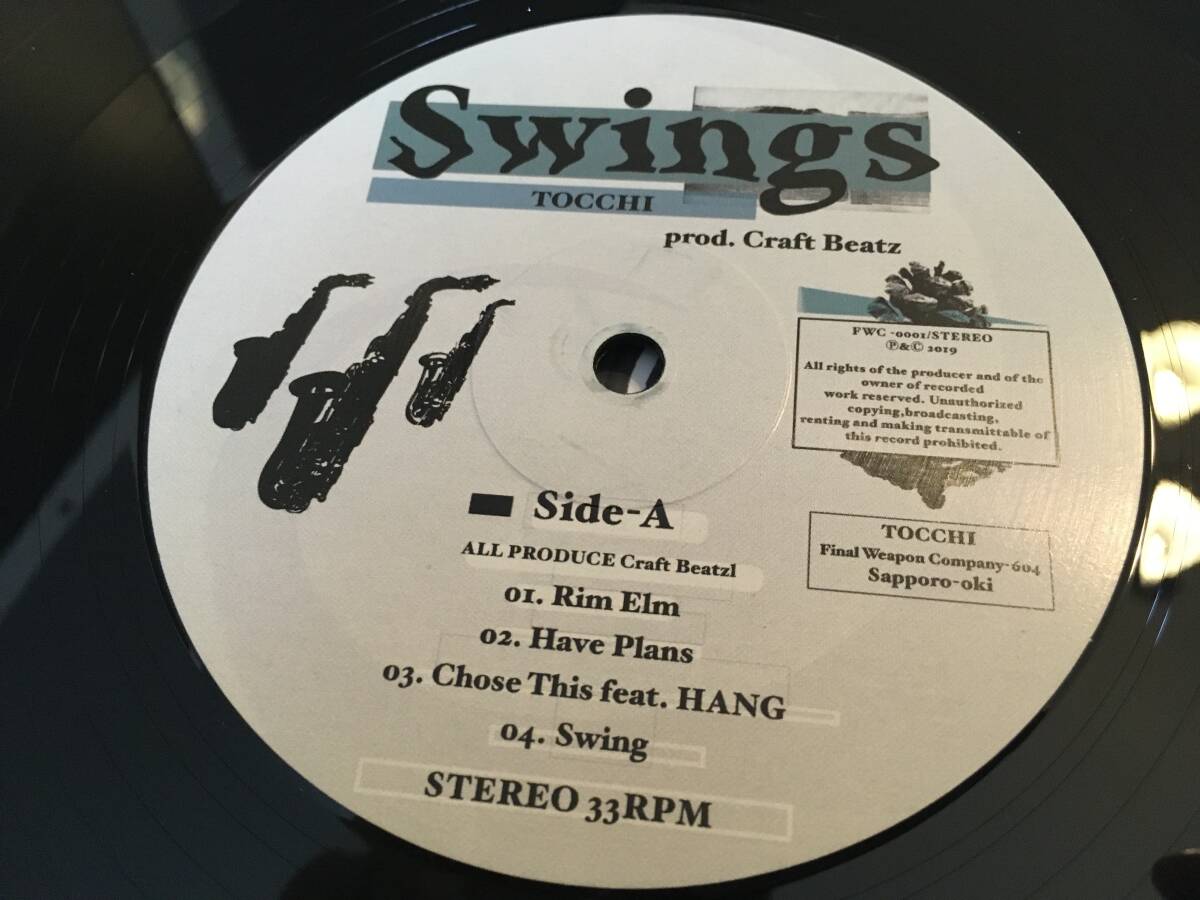 Swings
TOCCHI
prod. Craft Beatz
FWC -0001/STEREO
℗&© 2019
All rights of the producer and of the
owner of recorded
work reserved. Unauthorized
copying,broadcasting,
renting and making transmittable of
this record prohibited.
TOCCHI
Final Weapon Company-604
Sapporo-oki
Side-A
ALL PRODUCE Craft Beatzl
01. Rim Elm
02. Have Plans
03. Chose This feat. HANG
04. Swing
STEREO 33RPM